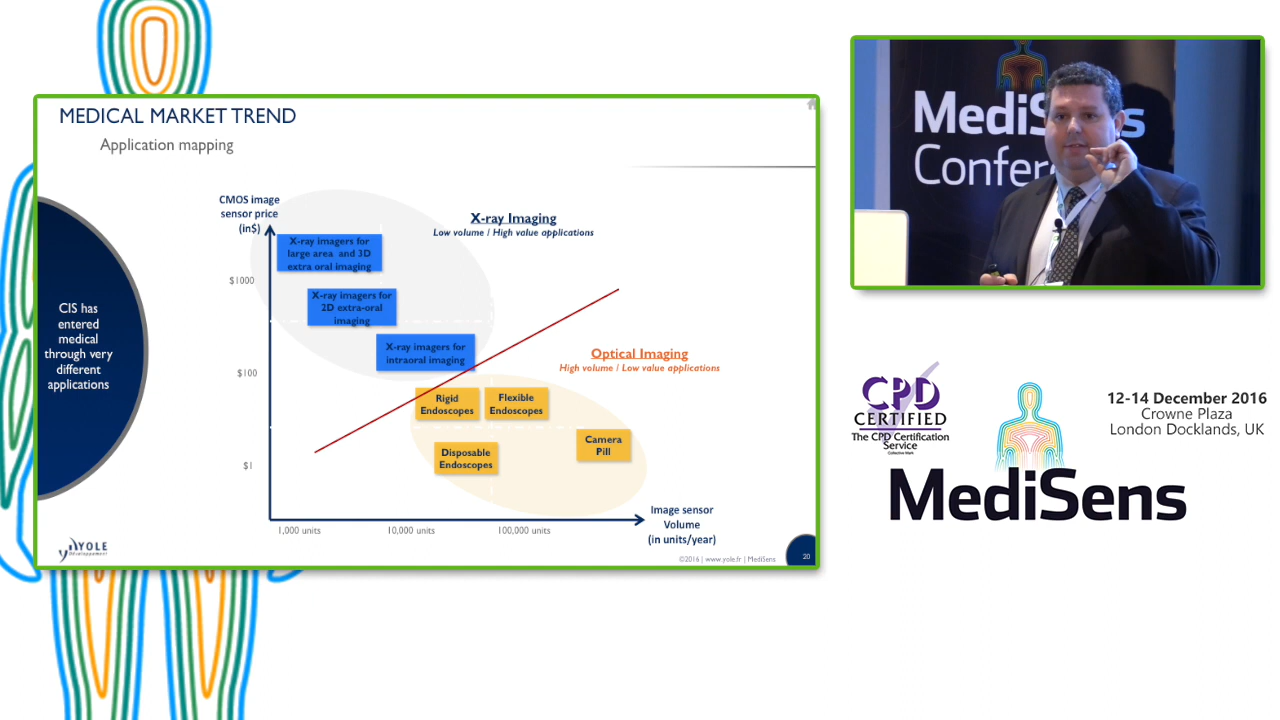 MEDICAL MARKET TREND
Application mapping
CIS has
entered
medical
through very
different
applications
CMOS image
sensor price
(in$)
$1000
$100
$1
X-ray imagers for
large area and 3D
extra oral imaging
X-ray imagers for
2D extra-oral
imaging
X-ray imagers for
intraoral imaging
X-ray Imaging
Low volume / High value applications
Optical Imaging
High volume / Low value applications
Rigid
Endoscopes
Flexible
Endoscopes
Disposable
Endoscopes
Camera
Pill
1,000 units
10,000 units
100,000 units
Image sensor
Volume
(in units/year)
YOLE
Développement
©2016 | www.yole.fr | MediSens
20
MediS s
Confe
CPD
CERTIFIED
The CPD Certification
Service
Collective Mark
12-14 December 2016
Crowne Plaza
London Docklands, UK
MediSens